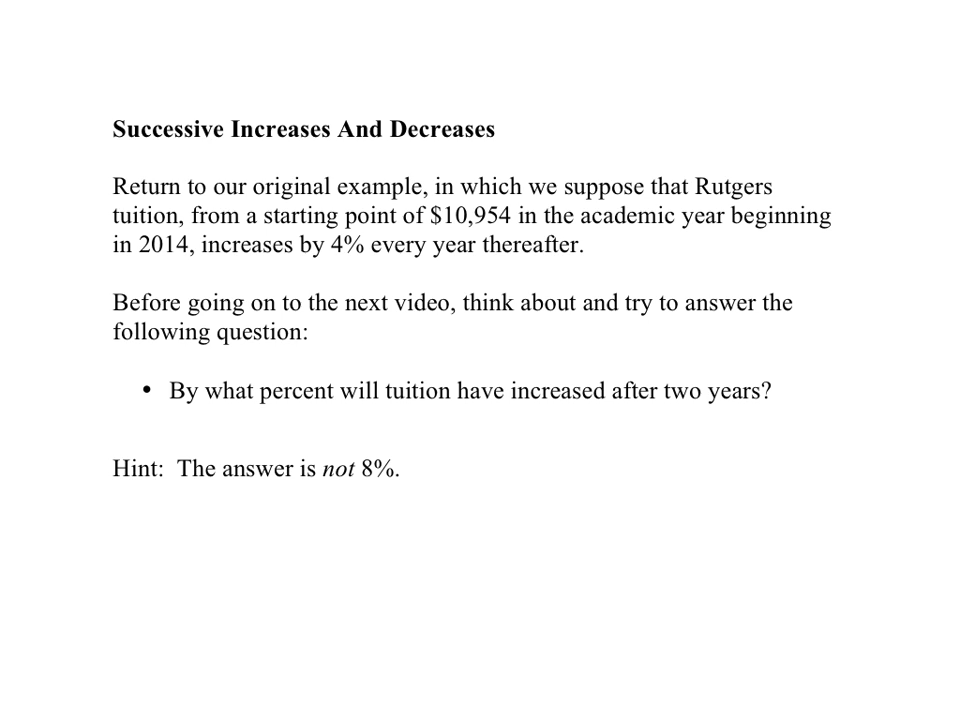 Successive Increases And Decreases
Return to our original example, in which we suppose that Rutgers
tuition, from a starting point of $10,954 in the academic year beginning
in 2014, increases by 4% every year thereafter.
Before going on to the next video, think about and try to answer the
following question:
• By what percent will tuition have increased after two years?
Hint:  The answer is not 8%.